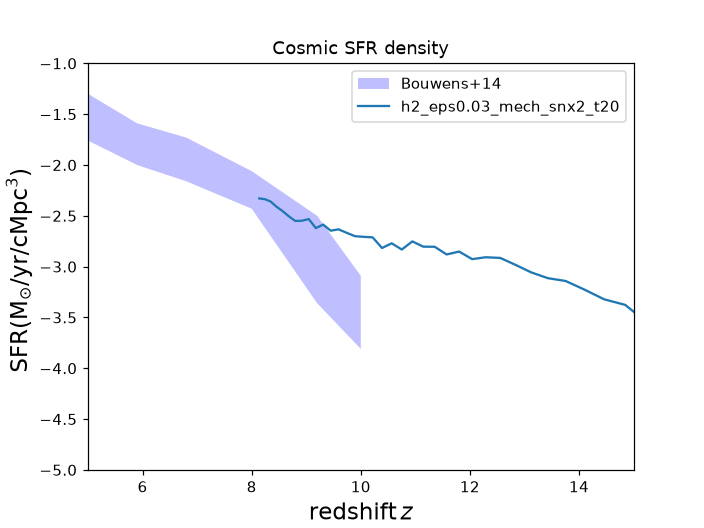 Cosmic SFR density
Bouwens+14
h2_eps0.03_mech_snx2_t20
SFR(M⊙/yr/cMpc³)
−1.0
−1.5
−2.0
−2.5
−3.0
−3.5
−4.0
−4.5
−5.0
6 8 10 12 14
redshift z